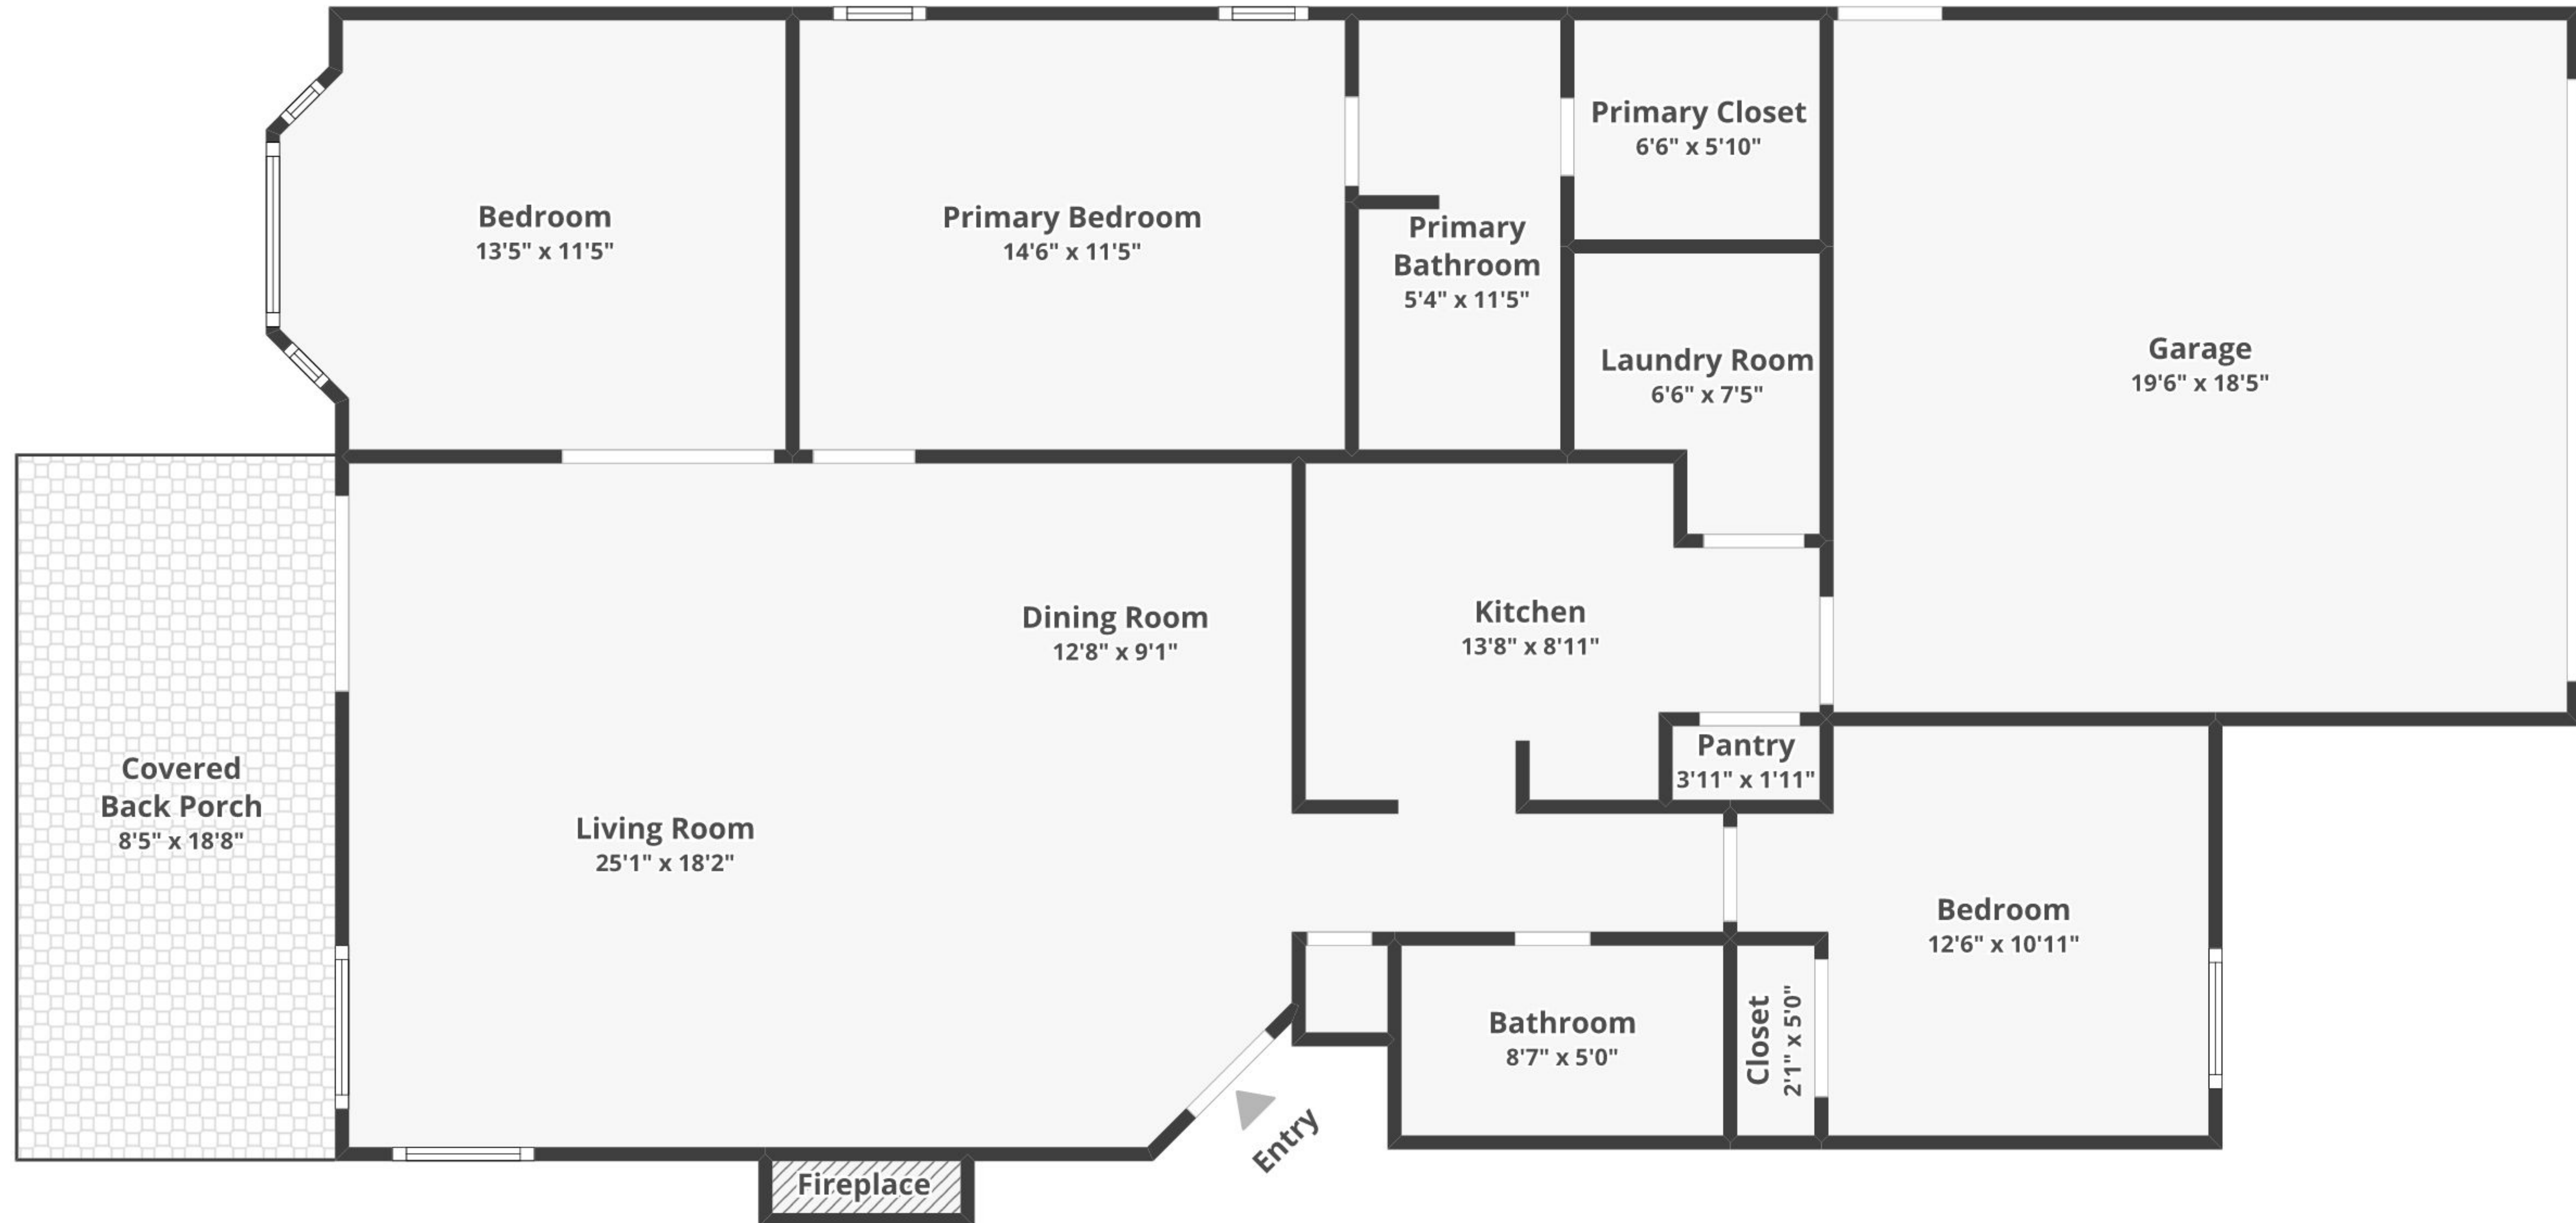 Primary Closet
6'6" x 5'10"
Bedroom
13'5" x 11'5"
Primary Bedroom
14'6" x 11'5"
Primary
Bathroom
5'4" x 11'5"
Laundry Room
6'6" x 7'5"
Garage
19'6" x 18'5"
Dining Room
12'8" x 9'1"
Kitchen
13'8" x 8'11"
Pantry
3'11" x 1'11"
Covered
Back Porch
8'5" x 18'8"
Living Room
25'1" x 18'2"
Bedroom
12'6" x 10'11"
Bathroom
8'7" x 5'0"
Closet
2'1" x 5'0"
Entry
Fireplace